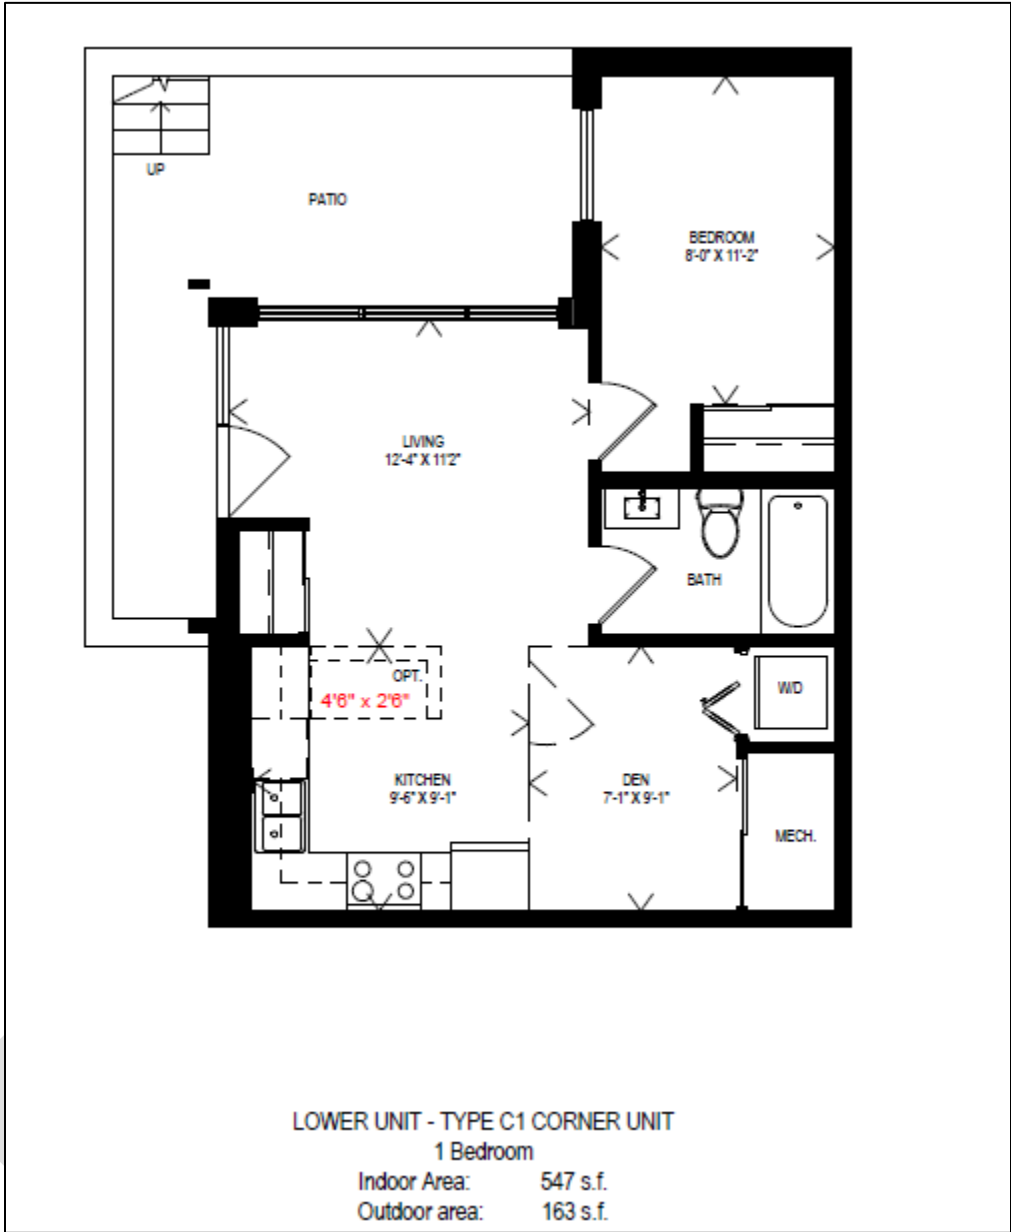 UP
PATIO
BEDROOM
8'-0" X 11'-2"
LIVING
12'-4" X 11'2"
BATH
OPT.
4'6" x 2'6"
W/D
KITCHEN
9'-6" X 9'-1"
DEN
7'-1" X 9'-1"
MECH.
LOWER UNIT - TYPE C1 CORNER UNIT
1 Bedroom
Indoor Area: 547 s.f.
Outdoor area: 163 s.f.